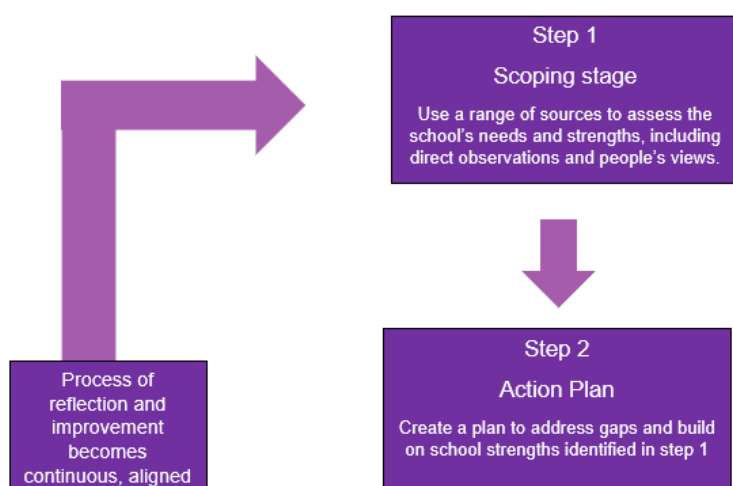 Step 1
Scoping stage
Use a range of sources to assess the
school's needs and strengths, including
direct observations and people's views.
Step 2
Action Plan
Create a plan to address gaps and build
on school strengths identified in step 1
Process of
reflection and
improvement
becomes
continuous, aligned